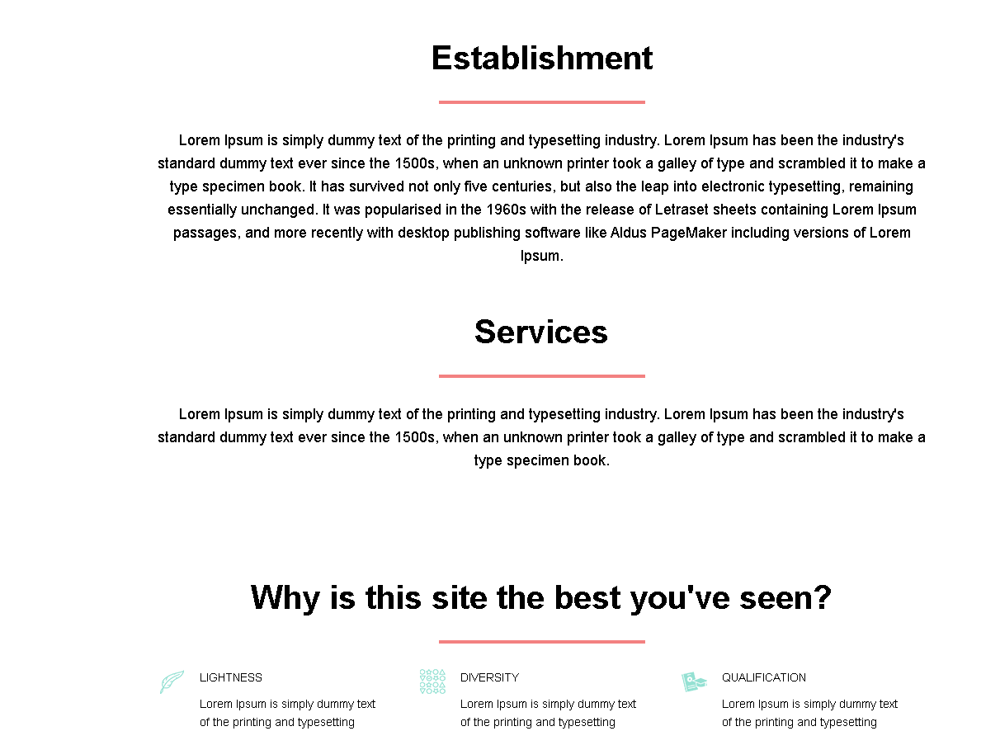 Establishment
Lorem Ipsum is simply dummy text of the printing and typesetting industry. Lorem Ipsum has been the industry's
standard dummy text ever since the 1500s, when an unknown printer took a galley of type and scrambled it to make a
type specimen book. It has survived not only five centuries, but also the leap into electronic typesetting, remaining
essentially unchanged. It was popularised in the 1960s with the release of Letraset sheets containing Lorem Ipsum
passages, and more recently with desktop publishing software like Aldus PageMaker including versions of Lorem
Ipsum.
Services
Lorem Ipsum is simply dummy text of the printing and typesetting industry. Lorem Ipsum has been the industry's
standard dummy text ever since the 1500s, when an unknown printer took a galley of type and scrambled it to make a
type specimen book.
Why is this site the best you've seen?
LIGHTNESS
Lorem Ipsum is simply dummy text
of the printing and typesetting
DIVERSITY
Lorem Ipsum is simply dummy text
of the printing and typesetting
QUALIFICATION
Lorem Ipsum is simply dummy text
of the printing and typesetting